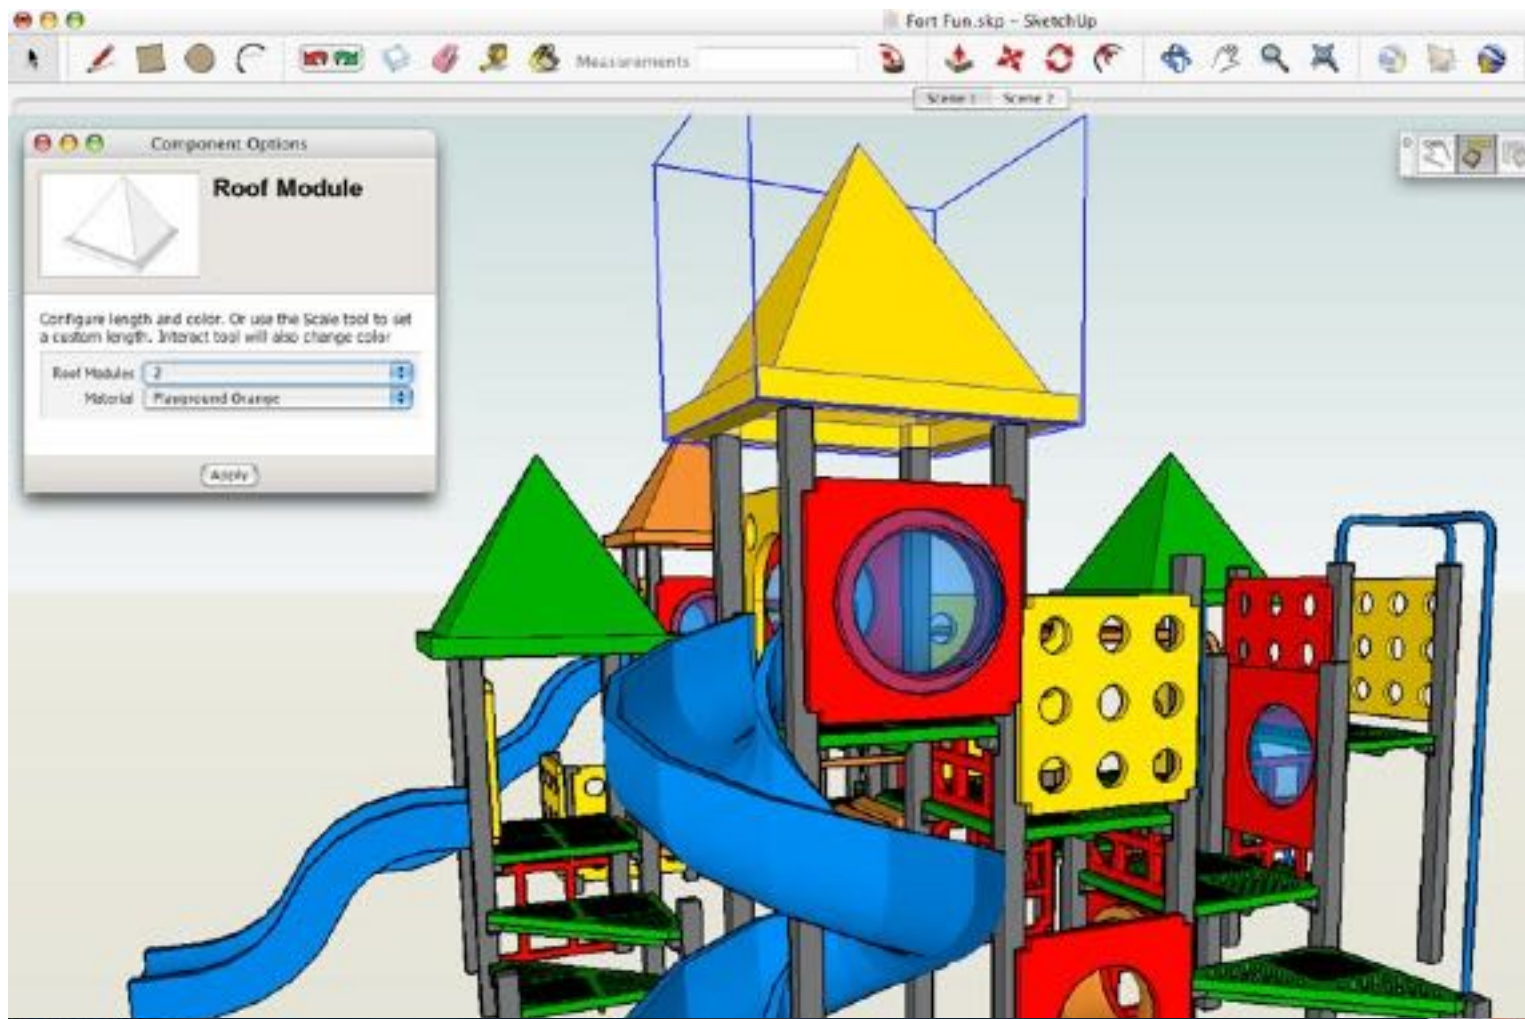 Fort Fun.skp - SketchUp
Measurements
Scene 1 Scene 2
Component Options
Roof Module
Configure length and color. Or use the Scale tool to set
a custom length. Interact tool will also change color
Roof Modules 2
Material Playground Orange
Apply